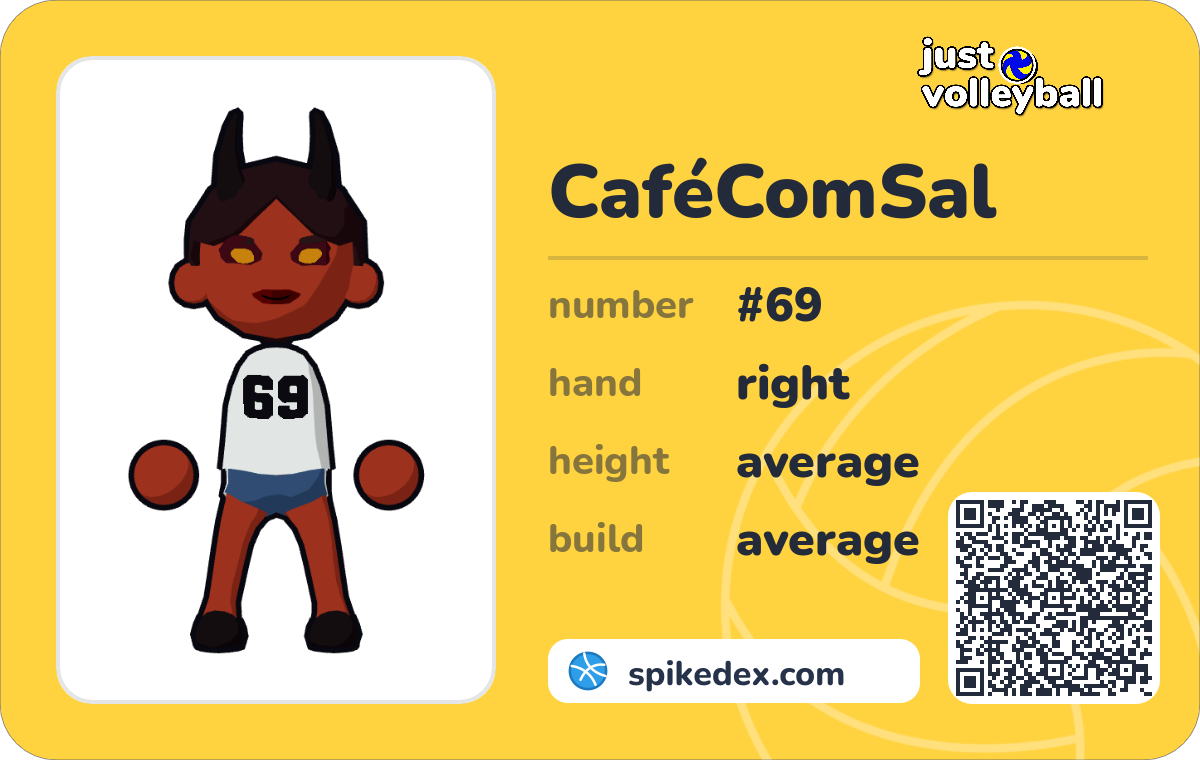 just
volleyball
CaféComSal
number #69
hand right
height average
build average
69
spikedex.com